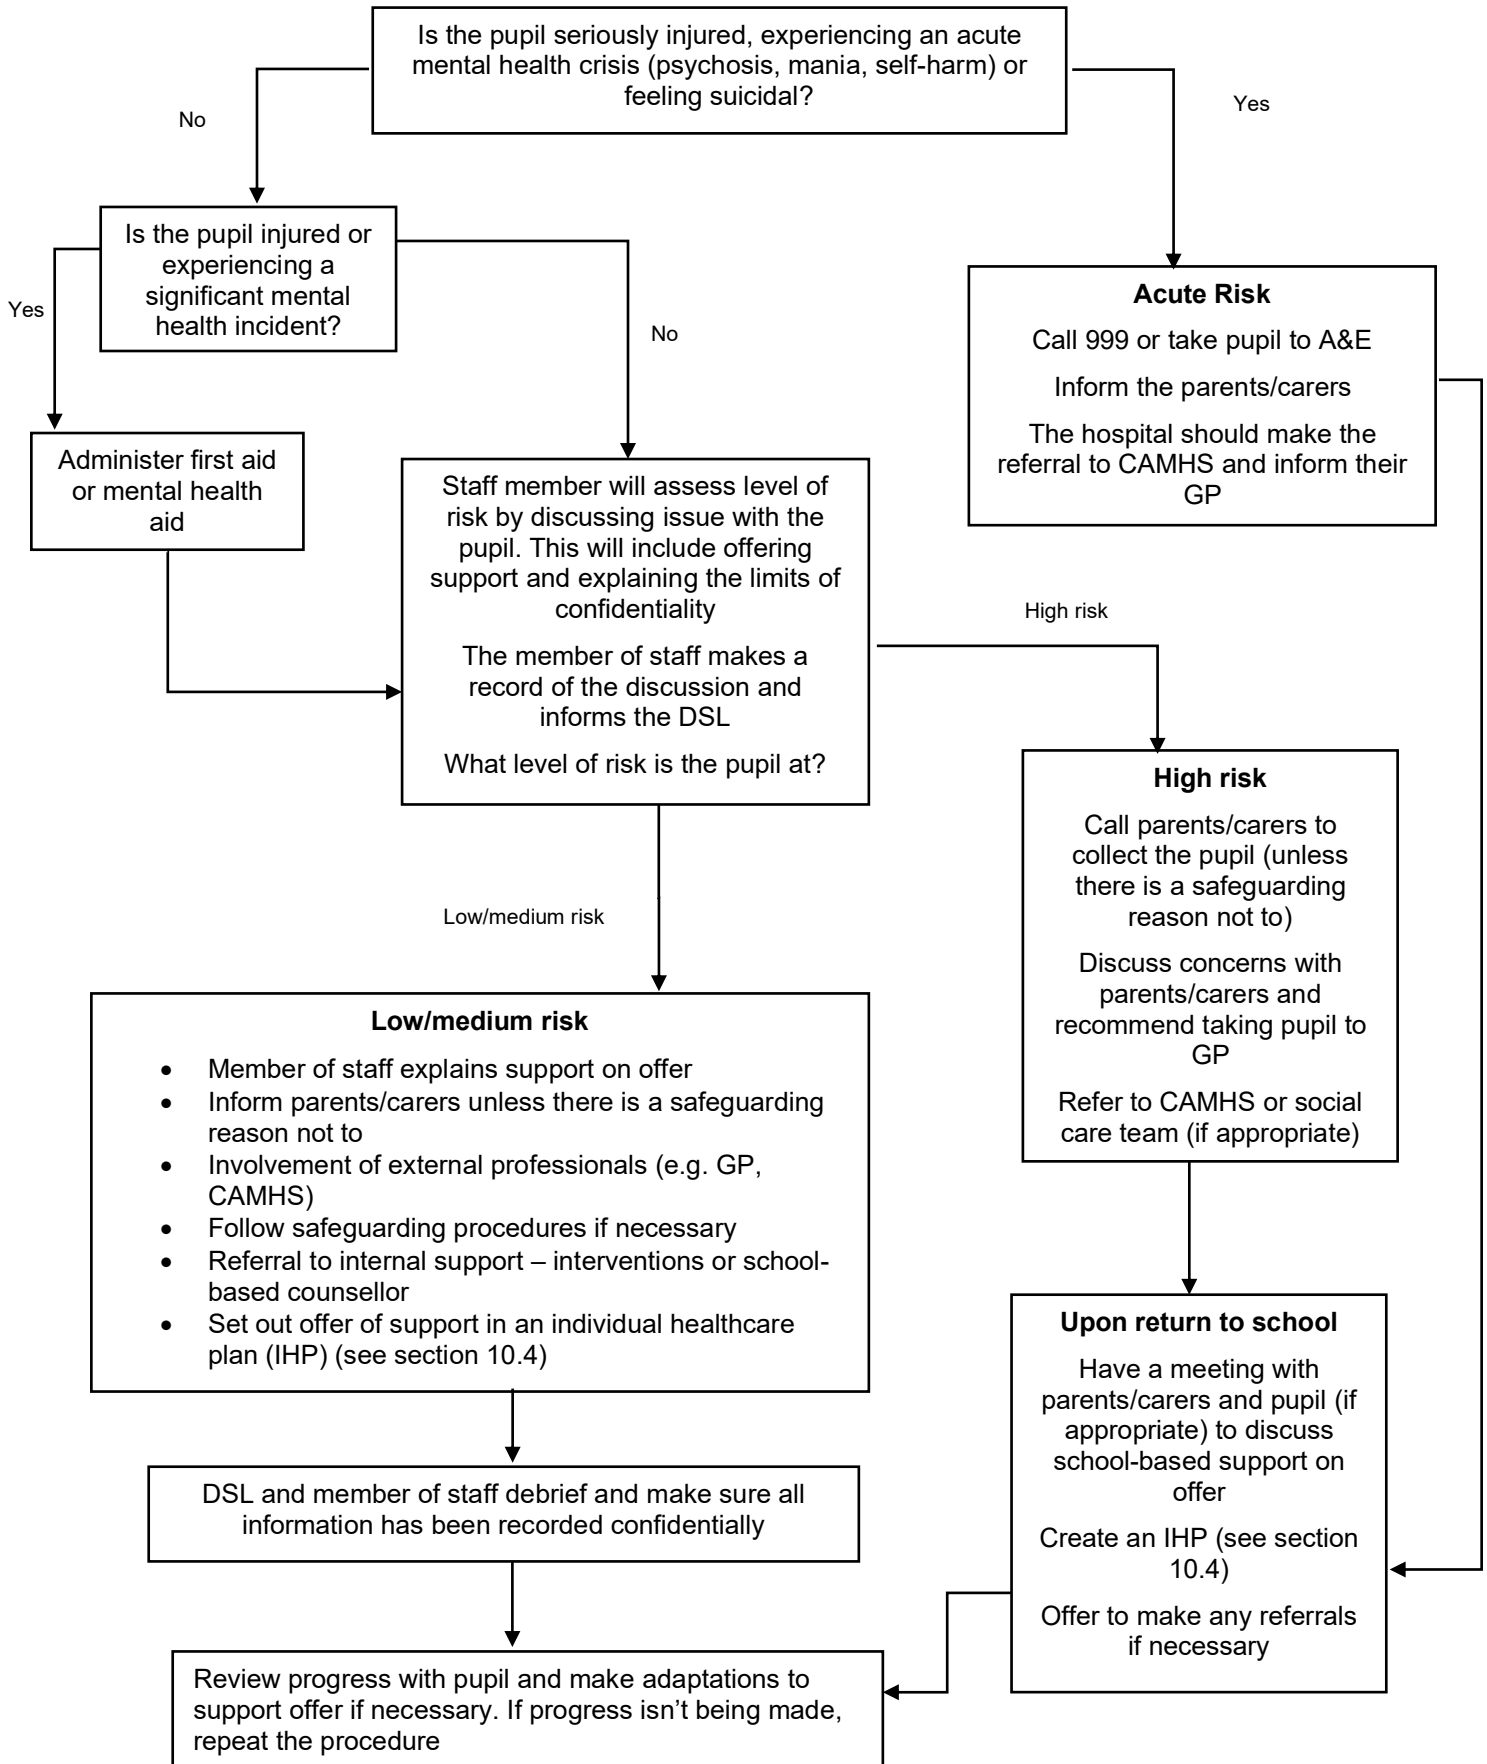 Is the pupil seriously injured, experiencing an acute
mental health crisis (psychosis, mania, self-harm) or
feeling suicidal?
No
Yes
Is the pupil injured or
experiencing a
significant mental
health incident?
Yes
No
Acute Risk
Call 999 or take pupil to A&E
Inform the parents/carers
The hospital should make the
referral to CAMHS and inform their
GP
Administer first aid
or mental health
aid
Staff member will assess level of
risk by discussing issue with the
pupil. This will include offering
support and explaining the limits of
confidentiality
The member of staff makes a
record of the discussion and
informs the DSL
What level of risk is the pupil at?
High risk
High risk
Call parents/carers to
collect the pupil (unless
there is a safeguarding
reason not to)
Discuss concerns with
parents/carers and
recommend taking pupil to
GP
Refer to CAMHS or social
care team (if appropriate)
Low/medium risk
Low/medium risk
• Member of staff explains support on offer
• Inform parents/carers unless there is a safeguarding
reason not to
• Involvement of external professionals (e.g. GP,
CAMHS)
• Follow safeguarding procedures if necessary
• Referral to internal support – interventions or school-
based counsellor
• Set out offer of support in an individual healthcare
plan (IHP) (see section 10.4)
Upon return to school
Have a meeting with
parents/carers and pupil (if
appropriate) to discuss
school-based support on
offer
Create an IHP (see section
10.4)
Offer to make any referrals
if necessary
DSL and member of staff debrief and make sure all
information has been recorded confidentially
Review progress with pupil and make adaptations to
support offer if necessary. If progress isn’t being made,
repeat the procedure